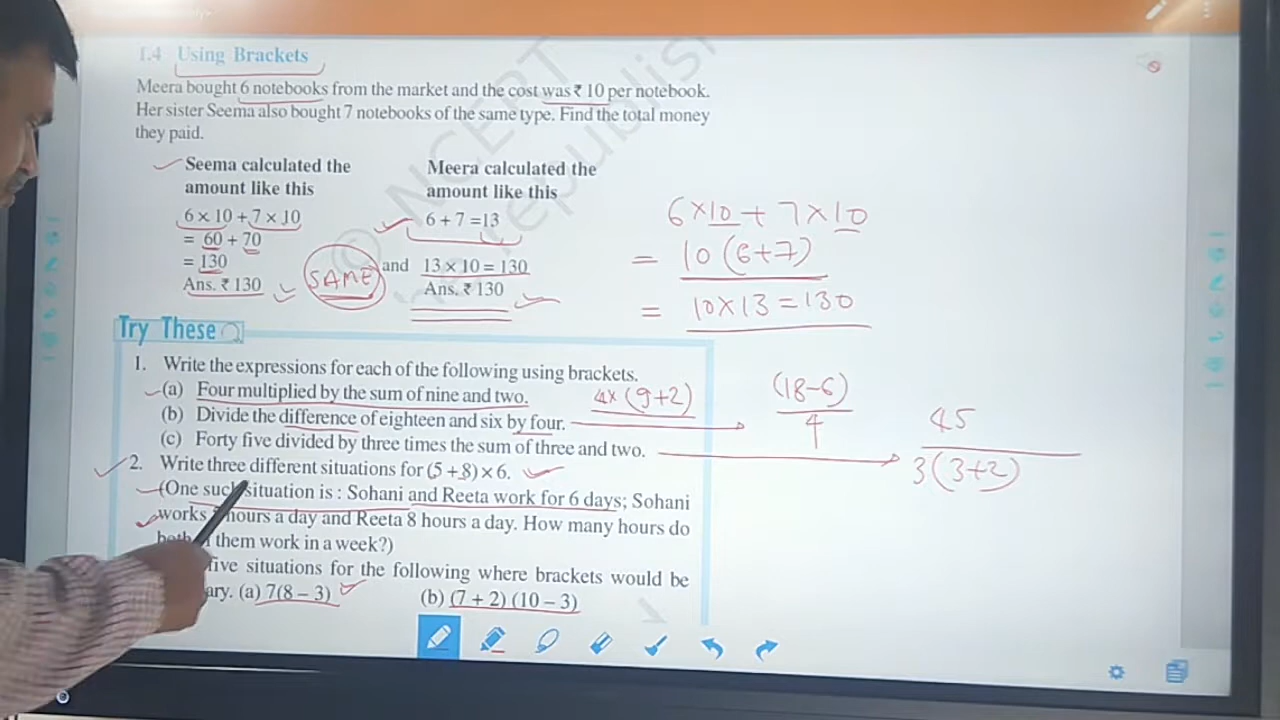 1.4 Using Brackets
Meera bought 6 notebooks from the market and the cost was ₹ 10 per notebook.
Her sister Seema also bought 7 notebooks of the same type. Find the total money
they paid.
Seema calculated the
amount like this
Meera calculated the
amount like this
6 × 10 + 7 × 10
= 60 + 70
= 130
Ans. ₹ 130
SAME
6 + 7 =13
and 13 × 10 = 130
Ans. ₹ 130
6×10 + 7×10
= 10 (6+7)
= 10×13 = 130
© NCERT
republis
Try These
1. Write the expressions for each of the following using brackets.
(a) Four multiplied by the sum of nine and two. 4× (9+2)
(b) Divide the difference of eighteen and six by four.
(18-6)
4
(c) Forty five divided by three times the sum of three and two.
45
3(3+2)
2. Write three different situations for (5 + 8) × 6.
(One such situation is : Sohani and Reeta work for 6 days; Sohani
works hours a day and Reeta 8 hours a day. How many hours do
them work in a week?)
five situations for the following where brackets would be
(a) 7(8 – 3) (b) (7 + 2) (10 – 3)